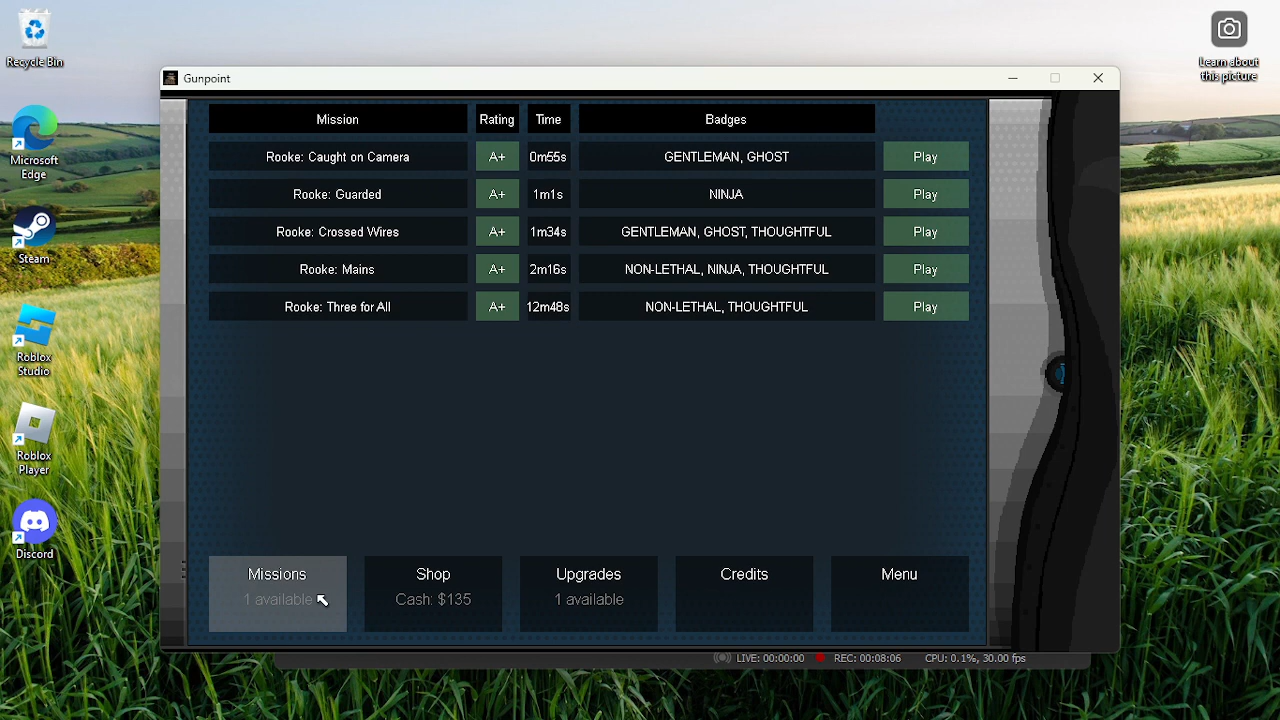 Recycle Bin
Microsoft
Edge
Steam
Roblox
Studio
Roblox
Player
Discord
Learn about
this picture
Gunpoint
Mission Rating Time Badges
Rooke: Caught on Camera A+ 0m55s GENTLEMAN, GHOST Play
Rooke: Guarded A+ 1m1s NINJA Play
Rooke: Crossed Wires A+ 1m34s GENTLEMAN, GHOST, THOUGHTFUL Play
Rooke: Mains A+ 2m16s NON-LETHAL, NINJA, THOUGHTFUL Play
Rooke: Three for All A+ 12m48s NON-LETHAL, THOUGHTFUL Play
Missions Shop Upgrades Credits Menu
1 available Cash: $135 1 available
LIVE: 00:00:00 REC: 00:08:06 CPU: 0.1%, 30.00 fps